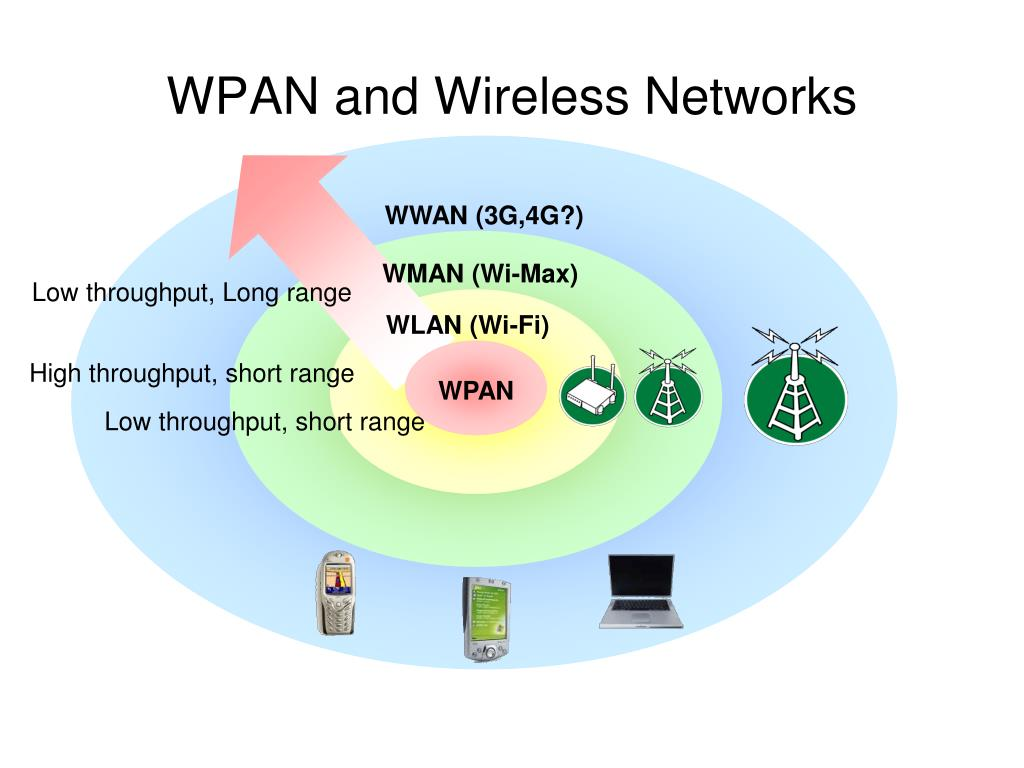 WPAN and Wireless Networks
WWAN (3G,4G?)
WMAN (Wi-Max)
Low throughput, Long range
WLAN (Wi-Fi)
High throughput, short range
WPAN
Low throughput, short range